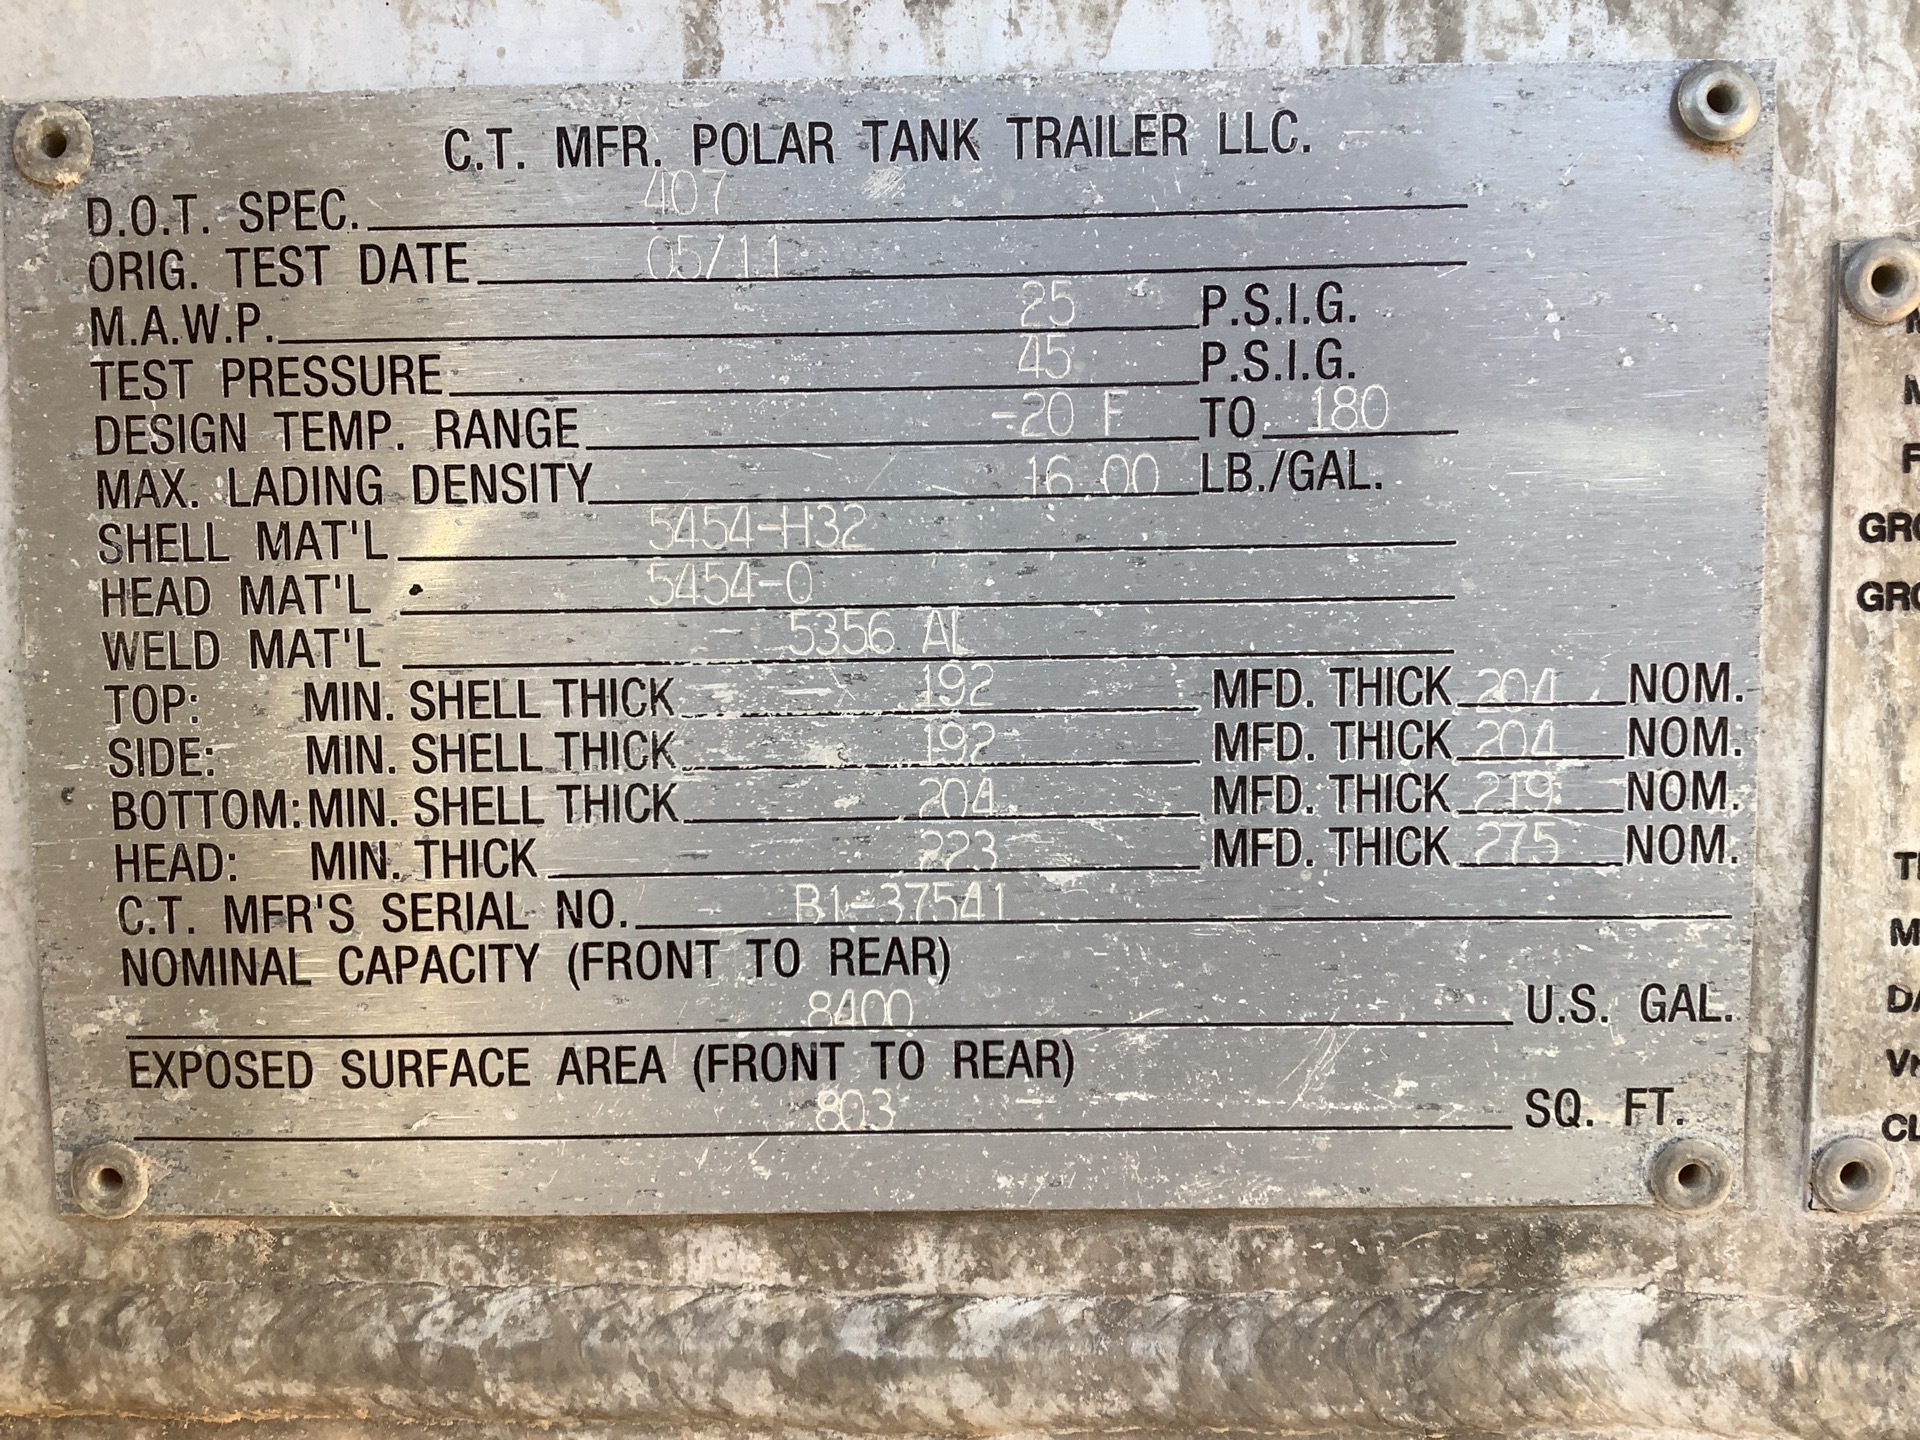 C.T. MFR. POLAR TANK TRAILER LLC.
D.O.T. SPEC. 407
ORIG. TEST DATE 05/11
M.A.W.P. 25 P.S.I.G.
TEST PRESSURE 45 P.S.I.G.
DESIGN TEMP. RANGE -20 F TO 180
MAX. LADING DENSITY 16.00 LB./GAL.
SHELL MAT'L 5454-H32
HEAD MAT'L 5454-0
WELD MAT'L 5356 AL
TOP: MIN. SHELL THICK .192 MFD. THICK .204 NOM.
SIDE: MIN. SHELL THICK .192 MFD. THICK .204 NOM.
BOTTOM: MIN. SHELL THICK .204 MFD. THICK .219 NOM.
HEAD: MIN. THICK .223 MFD. THICK .275 NOM.
C.T. MFR'S SERIAL NO. B1-37541
NOMINAL CAPACITY (FRONT TO REAR)
8400 U.S. GAL.
EXPOSED SURFACE AREA (FRONT TO REAR)
803 SQ. FT.